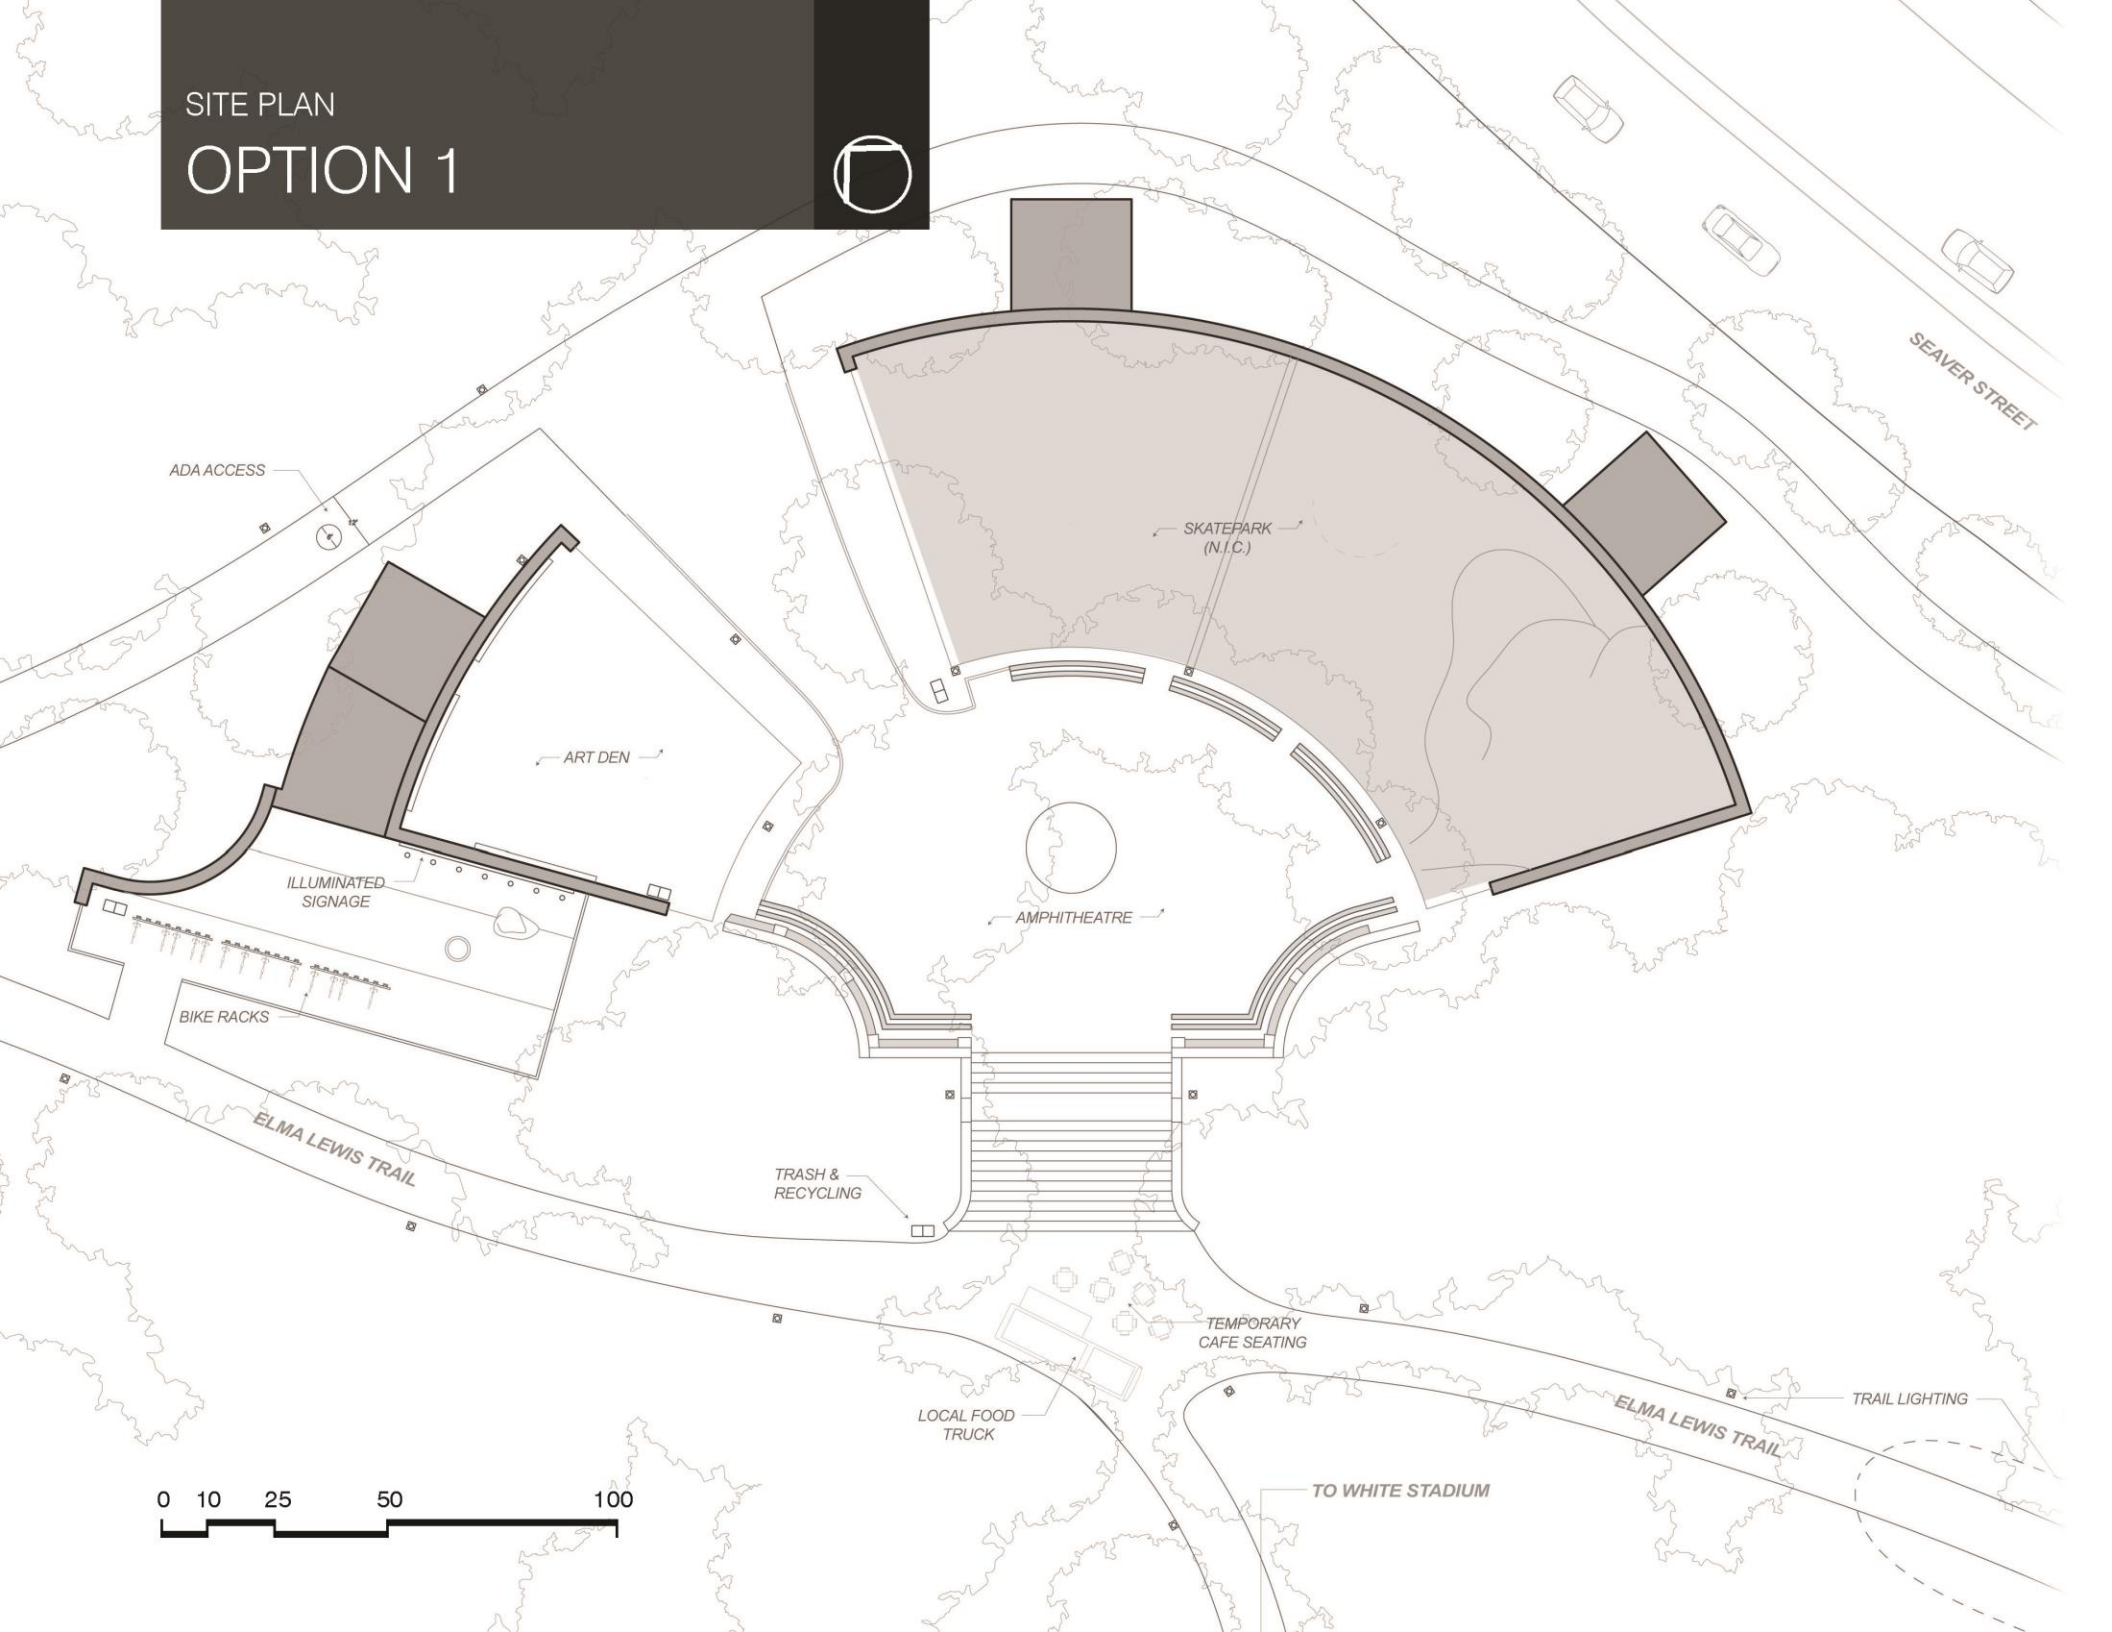 SITE PLAN
OPTION 1
SEAVER STREET
ADA ACCESS
SKATEPARK
(N.I.C.)
ART DEN
ILLUMINATED
SIGNAGE
AMPHITHEATRE
BIKE RACKS
ELMA LEWIS TRAIL
TRASH &
RECYCLING
TEMPORARY
CAFE SEATING
LOCAL FOOD
TRUCK
TRAIL LIGHTING
ELMA LEWIS TRAIL
TO WHITE STADIUM
0 10 25 50 100